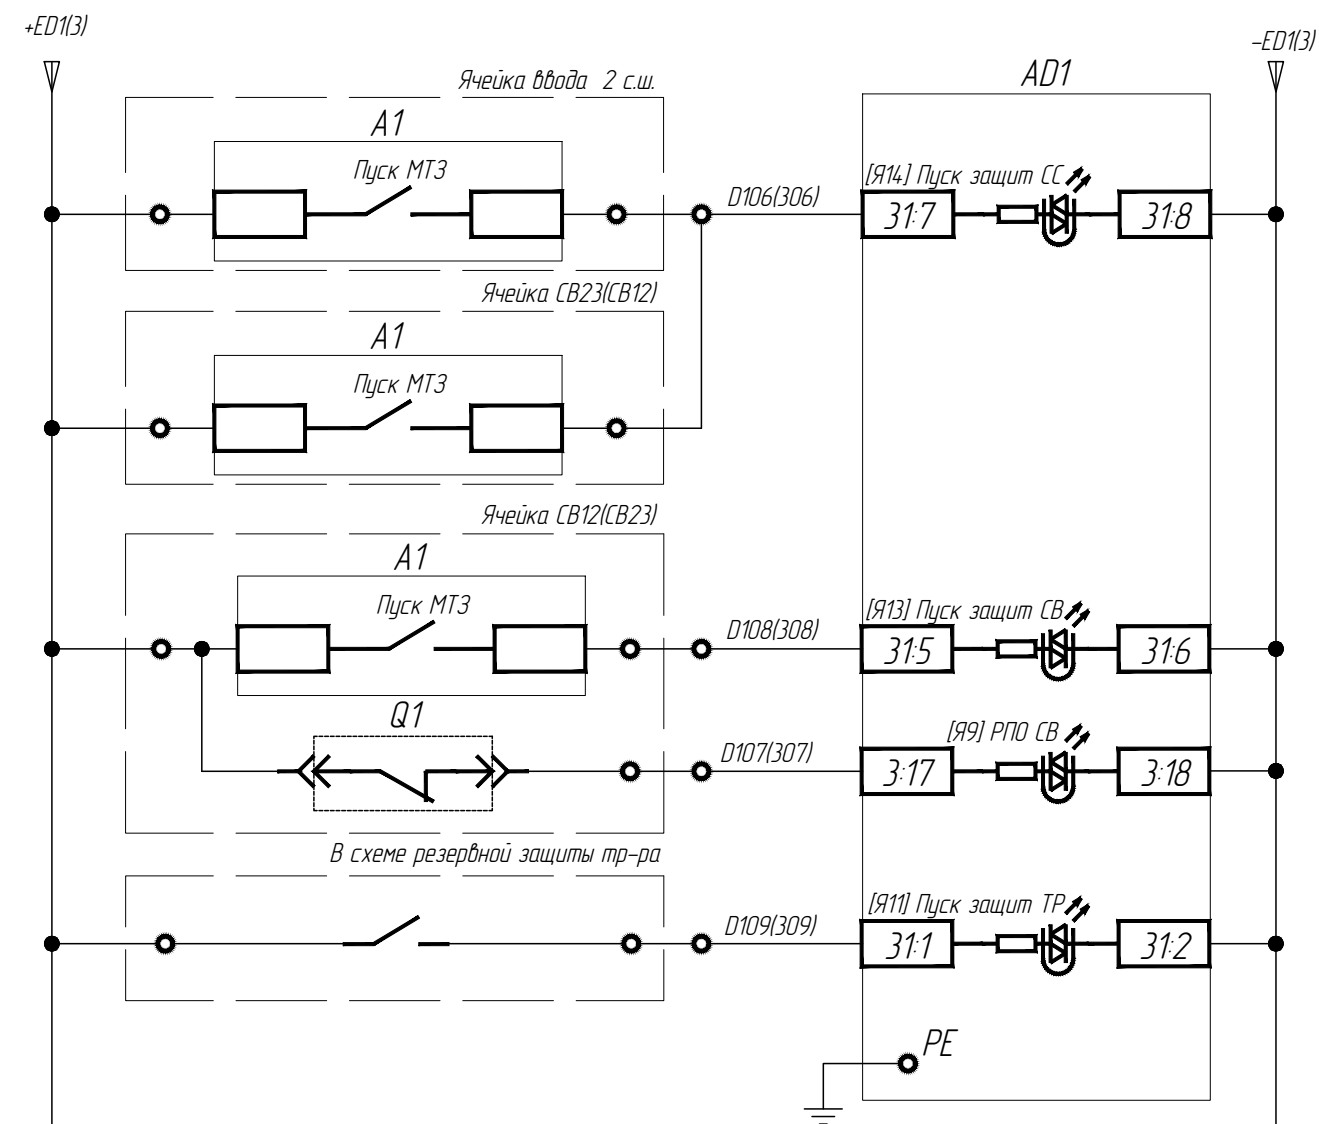 +ED1(3)
-ED1(3)
Ячейка ввода 2 с.ш.
AD1
A1
Пуск МТЗ
[Я14] Пуск защит СС
D106(306)
31:7
31:8
Ячейка СВ23(СВ12)
A1
Пуск МТЗ
Ячейка СВ12(СВ23)
A1
Пуск МТЗ
[Я13] Пуск защит СВ
D108(308)
31:5
31:6
Q1
[Я9] РПО СВ
D107(307)
3:17
3:18
В схеме резервной защиты тр-ра
[Я11] Пуск защит ТР
D109(309)
31:1
31:2
PE